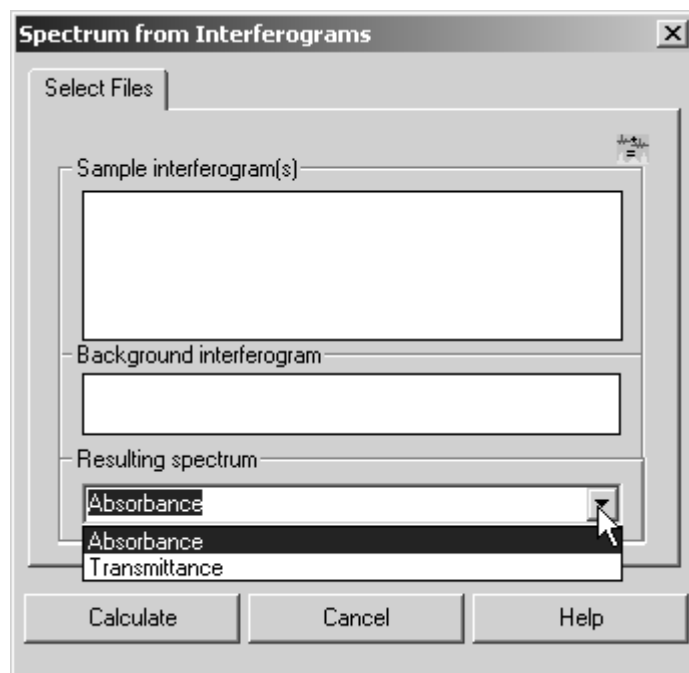 Spectrum from Interferograms
Select Files
Sample interferogram(s)
Background interferogram
Resulting spectrum
Absorbance
Absorbance
Transmittance
Calculate Cancel Help